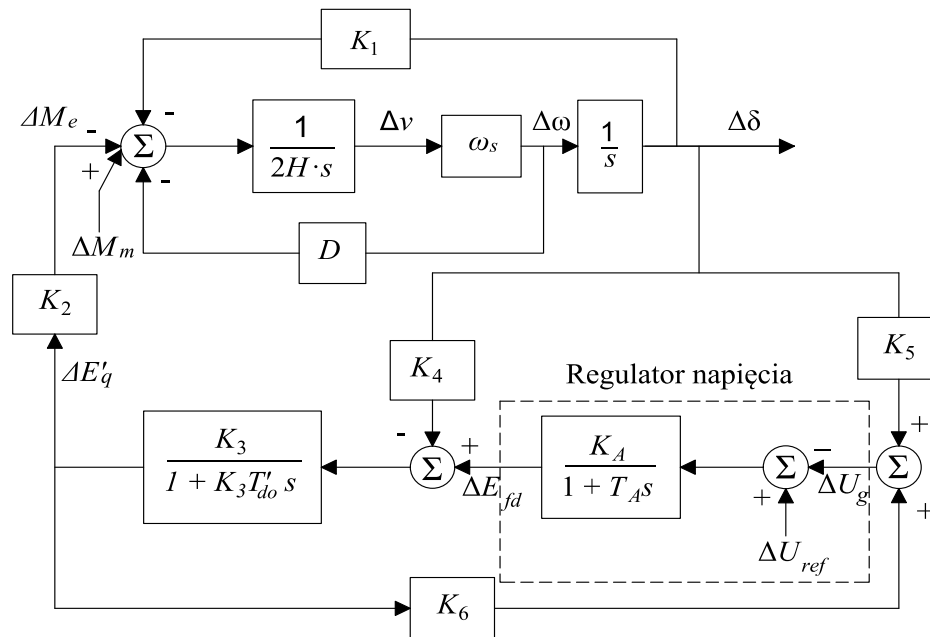 K1
ΔMe
-
-
Σ
+
-
1
2H·s
Δν
ωs
Δω
1
s
Δδ
ΔMm
D
K2
ΔE'q
K4
K5
Regulator napięcia
K3
1 + K3T'do s
-
Σ
+
ΔEfd
KA
1 + TAs
Σ
-
+
ΔUg
ΔUref
+
Σ
+
K6